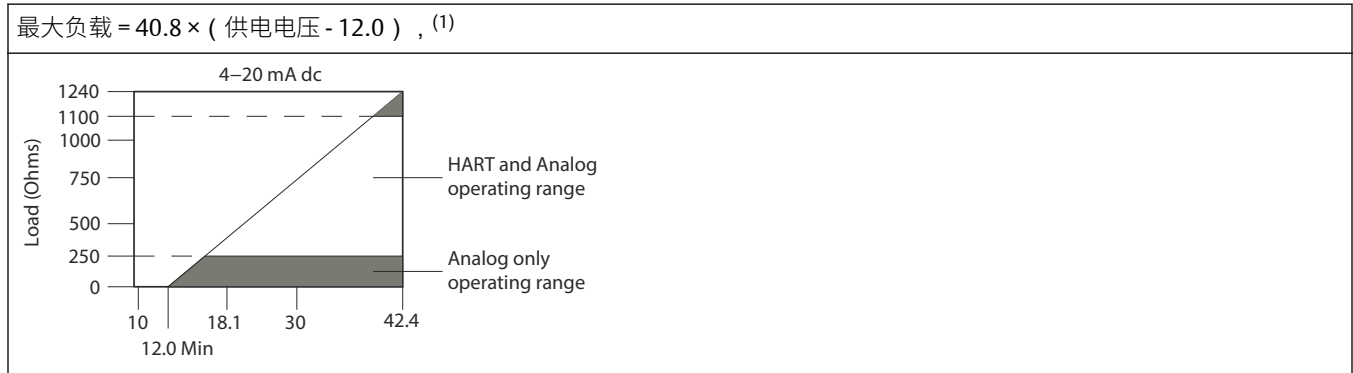 最大负载 = 40.8 × ( 供电电压 - 12.0 ) , (1)
4–20 mA dc
1240
1100
1000
750
500
250
0
Load (Ohms)
HART and Analog
operating range
Analog only
operating range
10
18.1
30
42.4
12.0 Min